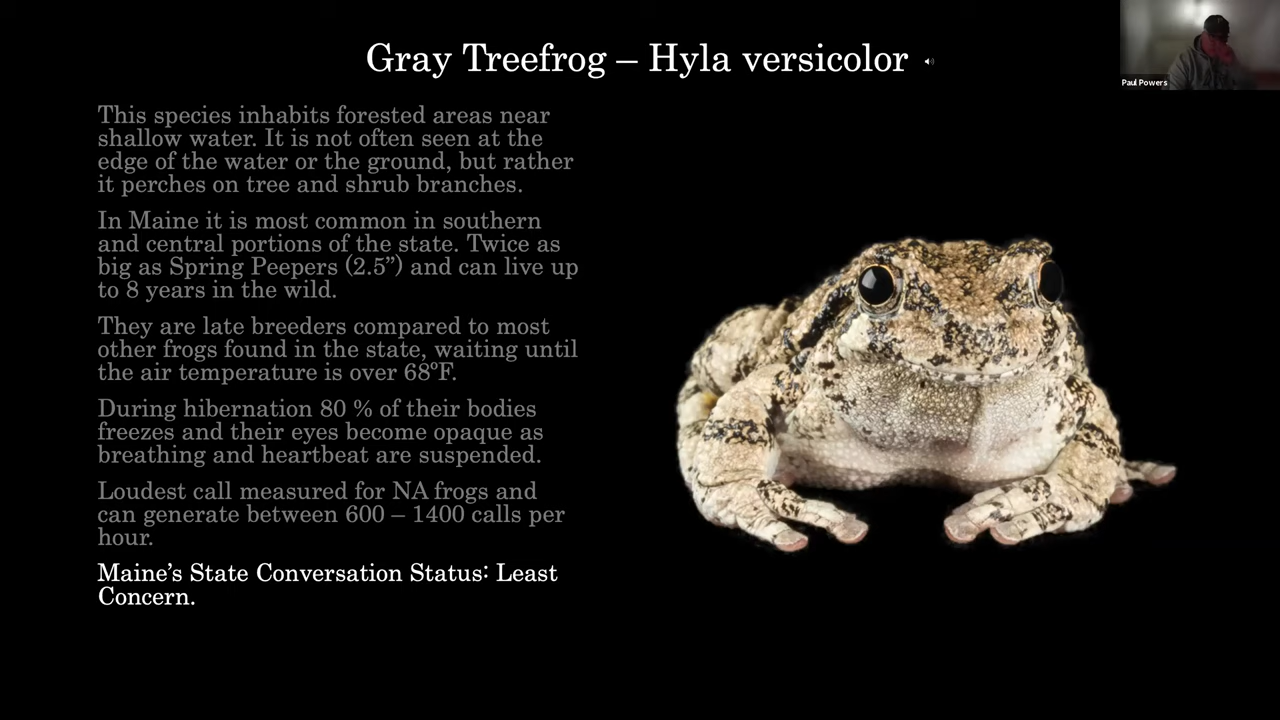 Gray Treefrog – Hyla versicolor
Paul Powers
This species inhabits forested areas near
shallow water. It is not often seen at the
edge of the water or the ground, but rather
it perches on tree and shrub branches.
In Maine it is most common in southern
and central portions of the state. Twice as
big as Spring Peepers (2.5”) and can live up
to 8 years in the wild.
They are late breeders compared to most
other frogs found in the state, waiting until
the air temperature is over 68ºF.
During hibernation 80 % of their bodies
freezes and their eyes become opaque as
breathing and heartbeat are suspended.
Loudest call measured for NA frogs and
can generate between 600 – 1400 calls per
hour.
Maine’s State Conversation Status: Least
Concern.